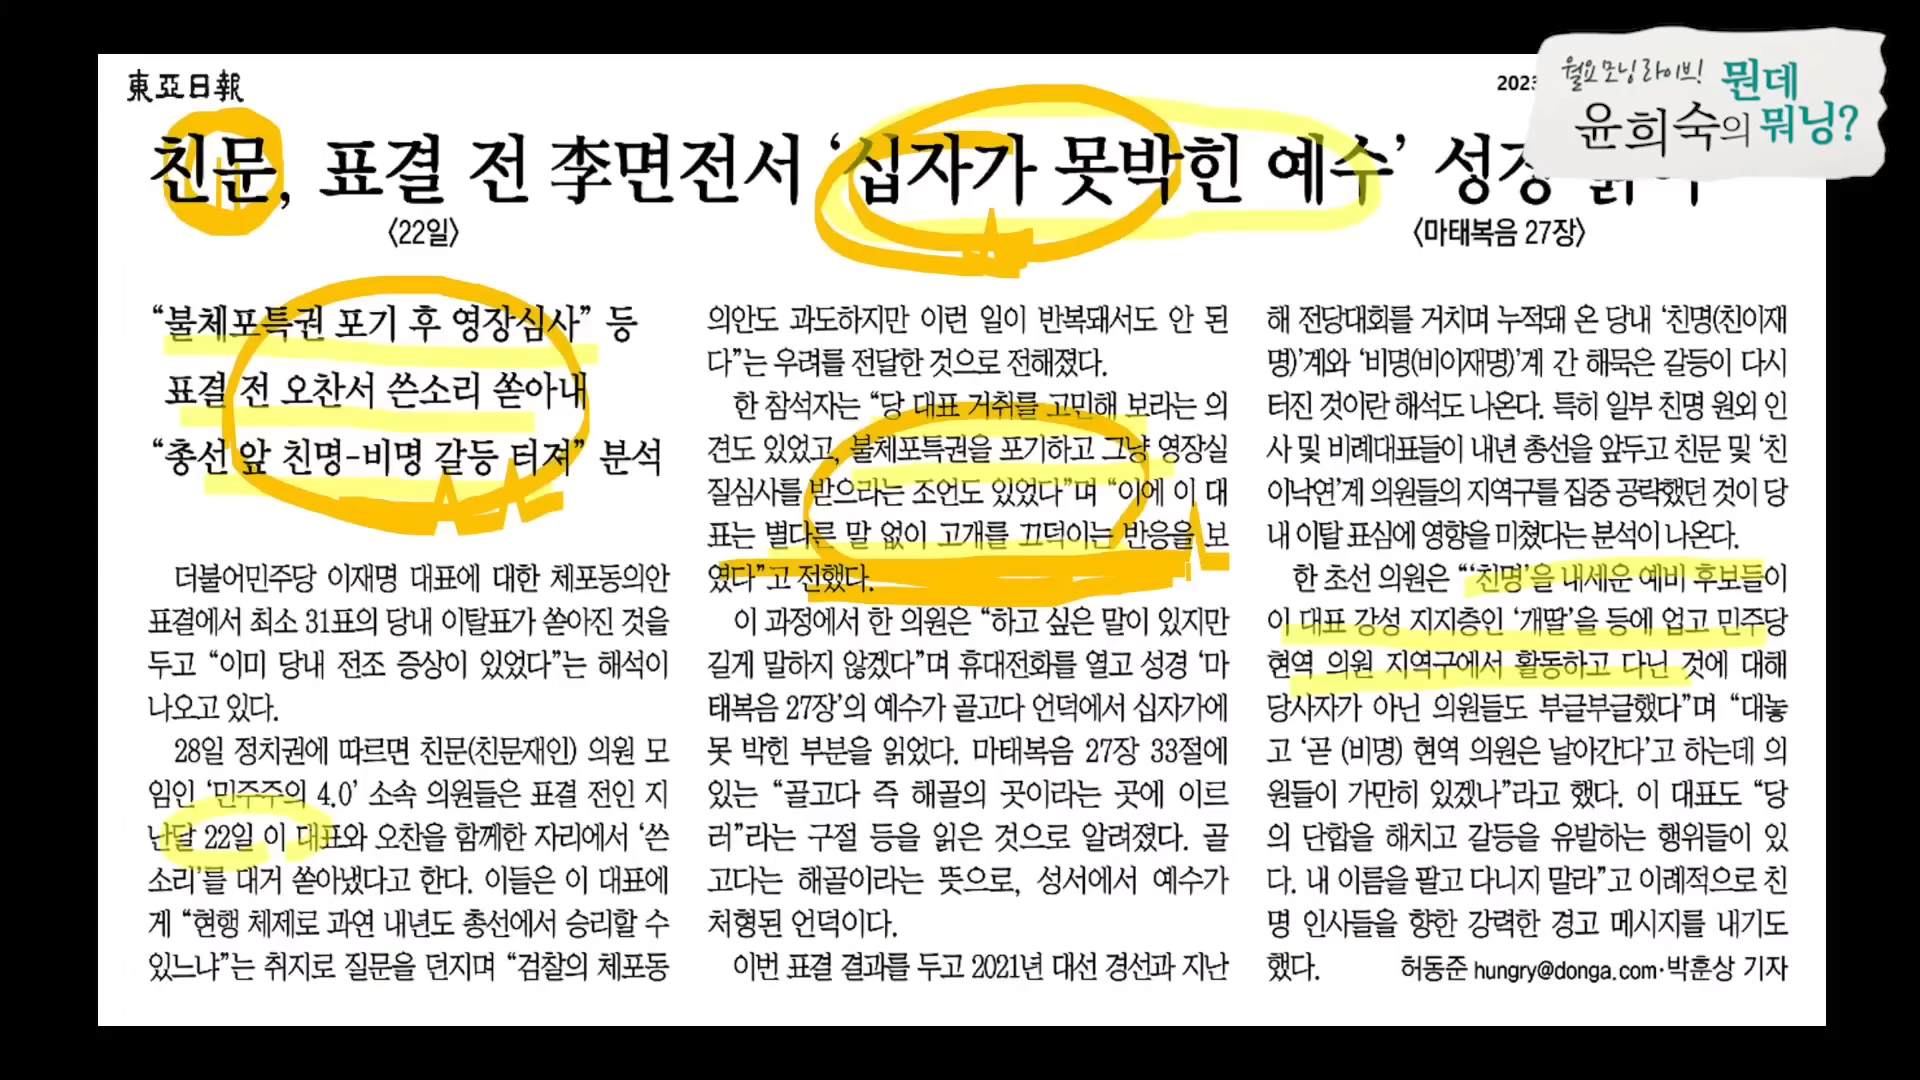 東亞日報
2023
월요 모닝 라이브! 뭔데
윤희숙의 뭐닝?
친문, 표결 전 李면전서 ‘십자가 못박힌 예수’
〈22일〉
〈마태복음 27장〉
“불체포특권 포기 후 영장심사” 등
표결 전 오찬서 쓴소리 쏟아내
“총선 앞 친명-비명 갈등 터져” 분석
더불어민주당 이재명 대표에 대한 체포동의안
표결에서 최소 31표의 당내 이탈표가 쏟아진 것을
두고 “이미 당내 전조 증상이 있었다”는 해석이
나오고 있다.
28일 정치권에 따르면 친문(친문재인) 의원 모
임인 ‘민주주의 4.0’ 소속 의원들은 표결 전인 지
난달 22일 이 대표와 오찬을 함께한 자리에서 ‘쓴
소리’를 대거 쏟아냈다고 한다. 이들은 이 대표에
게 “현행 체제로 과연 내년도 총선에서 승리할 수
있느냐”는 취지로 질문을 던지며 “검찰의 체포동
의안도 과도하지만 이런 일이 반복돼서도 안 된
다”는 우려를 전달한 것으로 전해졌다.
한 참석자는 “당 대표 거취를 고민해 보라는 의
견도 있었고, 불체포특권을 포기하고 그냥 영장실
질심사를 받으라는 조언도 있었다”며 “이에 이 대
표는 별다른 말 없이 고개를 끄덕이는 반응을 보
였다”고 전했다.
이 과정에서 한 의원은 “하고 싶은 말이 있지만
길게 말하지 않겠다”며 휴대전화를 열고 성경 ‘마
태복음 27장’의 예수가 골고다 언덕에서 십자가에
못 박힌 부분을 읽었다. 마태복음 27장 33절에
있는 “골고다 즉 해골의 곳이라는 곳에 이르
러”라는 구절 등을 읽은 것으로 알려졌다. 골
고다는 해골이라는 뜻으로, 성서에서 예수가
처형된 언덕이다.
이번 표결 결과를 두고 2021년 대선 경선과 지난
해 전당대회를 거치며 누적돼 온 당내 ‘친명(친이재
명)’계와 ‘비명(비이재명)’계 간 해묵은 갈등이 다시
터진 것이란 해석도 나온다. 특히 일부 친명 원외 인
사 및 비례대표들이 내년 총선을 앞두고 친문 및 ‘친
이낙연’계 의원들의 지역구를 집중 공략했던 것이 당
내 이탈 표심에 영향을 미쳤다는 분석이 나온다.
한 초선 의원은 “‘친명’을 내세운 예비 후보들이
이 대표 강성 지지층인 ‘개딸’을 등에 업고 민주당
현역 의원 지역구에서 활동하고 다닌 것에 대해
당사자가 아닌 의원들도 부글부글했다”며 “대놓
고 ‘곧 (비명) 현역 의원은 날아간다’고 하는데 의
원들이 가만히 있겠나”라고 했다. 이 대표도 “당
의 단합을 해치고 갈등을 유발하는 행위들이 있
다. 내 이름을 팔고 다니지 말라”고 이례적으로 친
명 인사들을 향한 강력한 경고 메시지를 내기도
했다. 허동준 hungry@donga.com·박훈상 기자